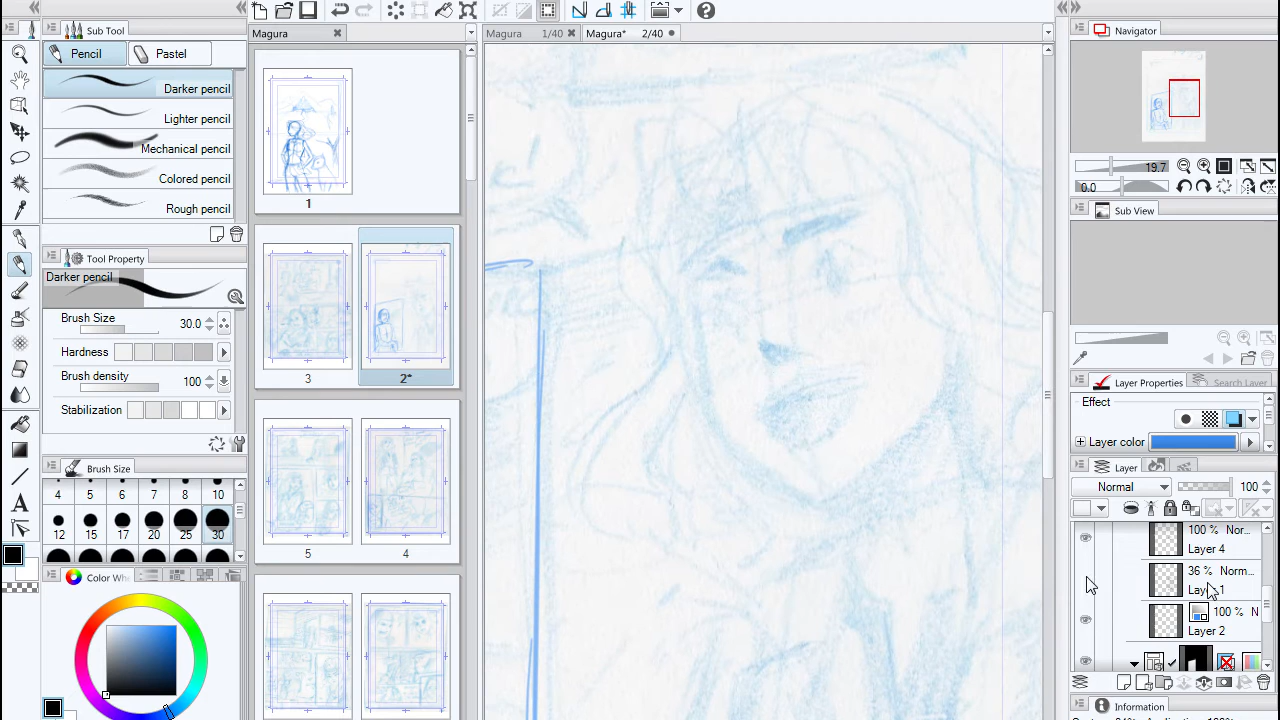 Sub Tool
Pencil
Pastel
Darker pencil
Lighter pencil
Mechanical pencil
Colored pencil
Rough pencil
Tool Property
Darker pencil
Brush Size
30.0
Hardness
Brush density
100
Stabilization
Brush Size
4 5 6 7 8 10
12 15 17 20 25 30
Color Whe
Magura
1
3
2*
5
4
Magura 1/40
Magura* 2/40
Navigator
19.7
0.0
Sub View
Layer Properties
Search Layer
Effect
Layer color
Layer
Normal
100
100 % Nor...
Layer 4
36 % Norm...
Layer 1
100 % N
Layer 2
Information